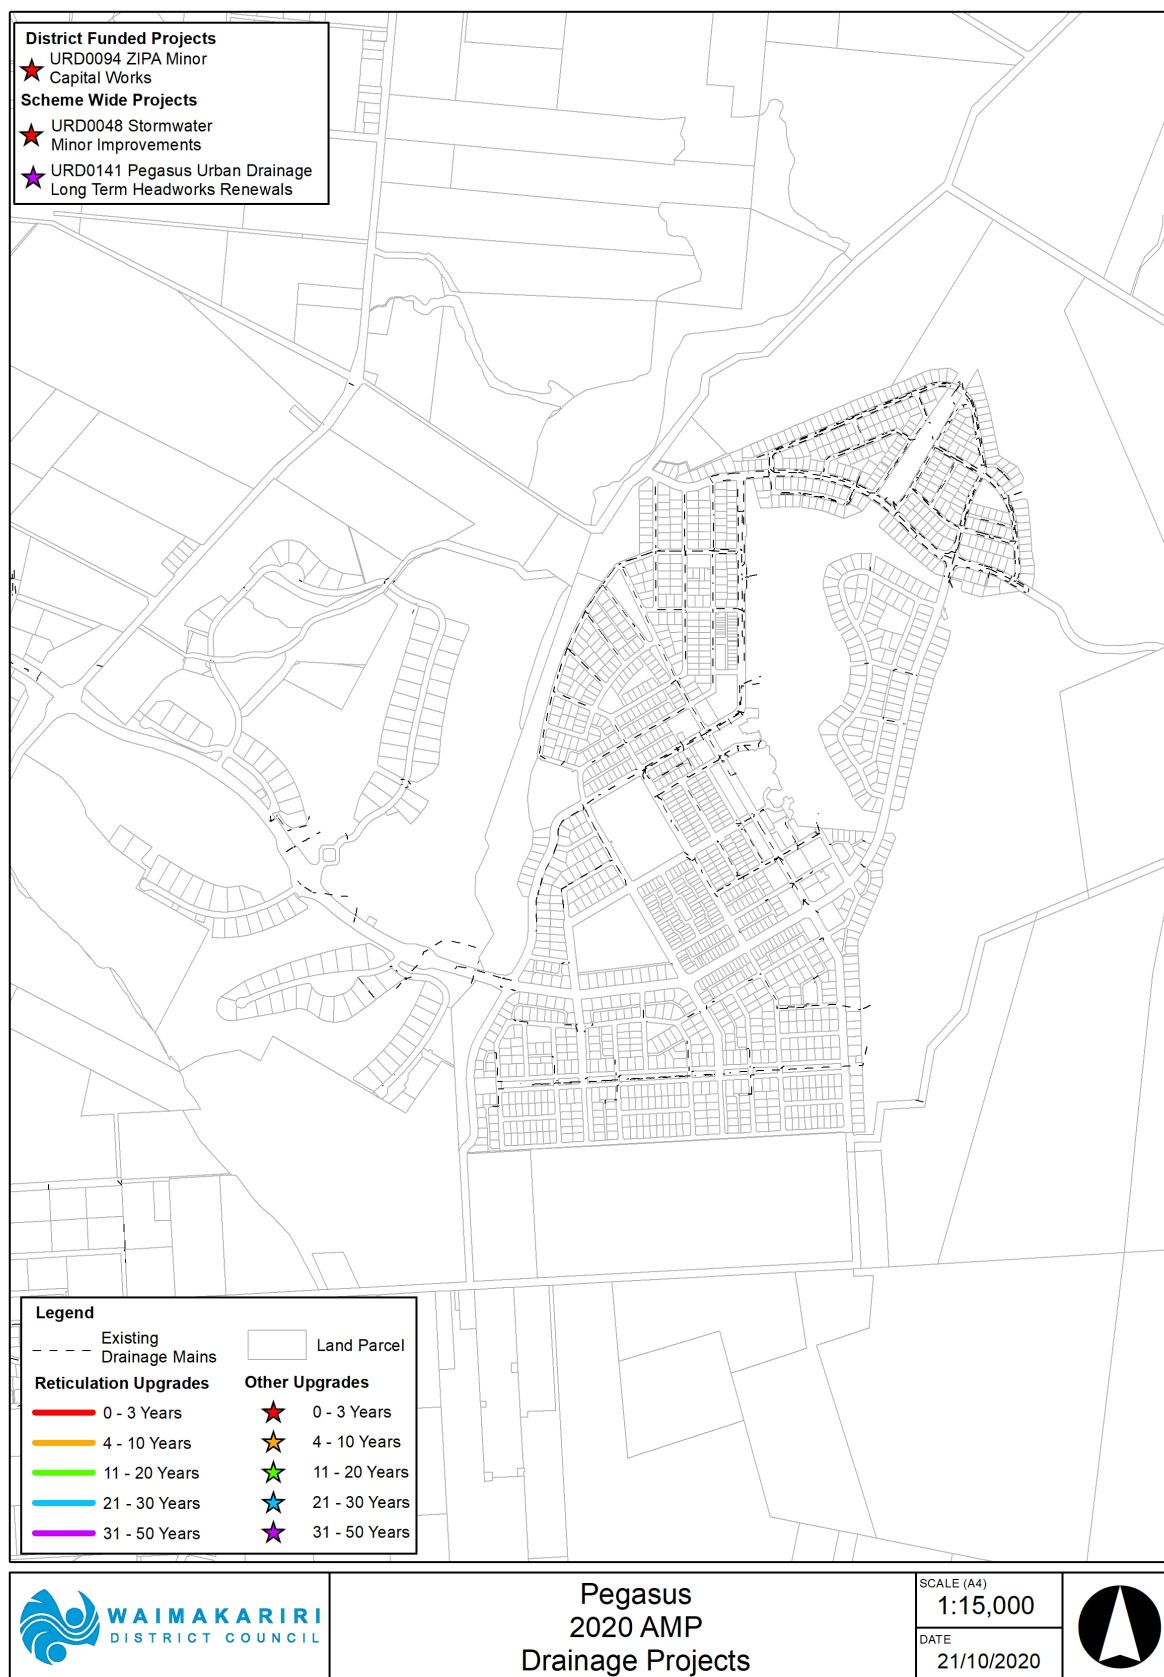 District Funded Projects
URD0094 ZIPA Minor
Capital Works
Scheme Wide Projects
URD0048 Stormwater
Minor Improvements
URD0141 Pegasus Urban Drainage
Long Term Headworks Renewals
Legend
Existing
Drainage Mains
Land Parcel
Reticulation Upgrades
Other Upgrades
0 - 3 Years
0 - 3 Years
4 - 10 Years
4 - 10 Years
11 - 20 Years
11 - 20 Years
21 - 30 Years
21 - 30 Years
31 - 50 Years
31 - 50 Years
WAIMAKARIRI
DISTRICT COUNCIL
Pegasus
2020 AMP
Drainage Projects
SCALE (A4)
1:15,000
DATE
21/10/2020